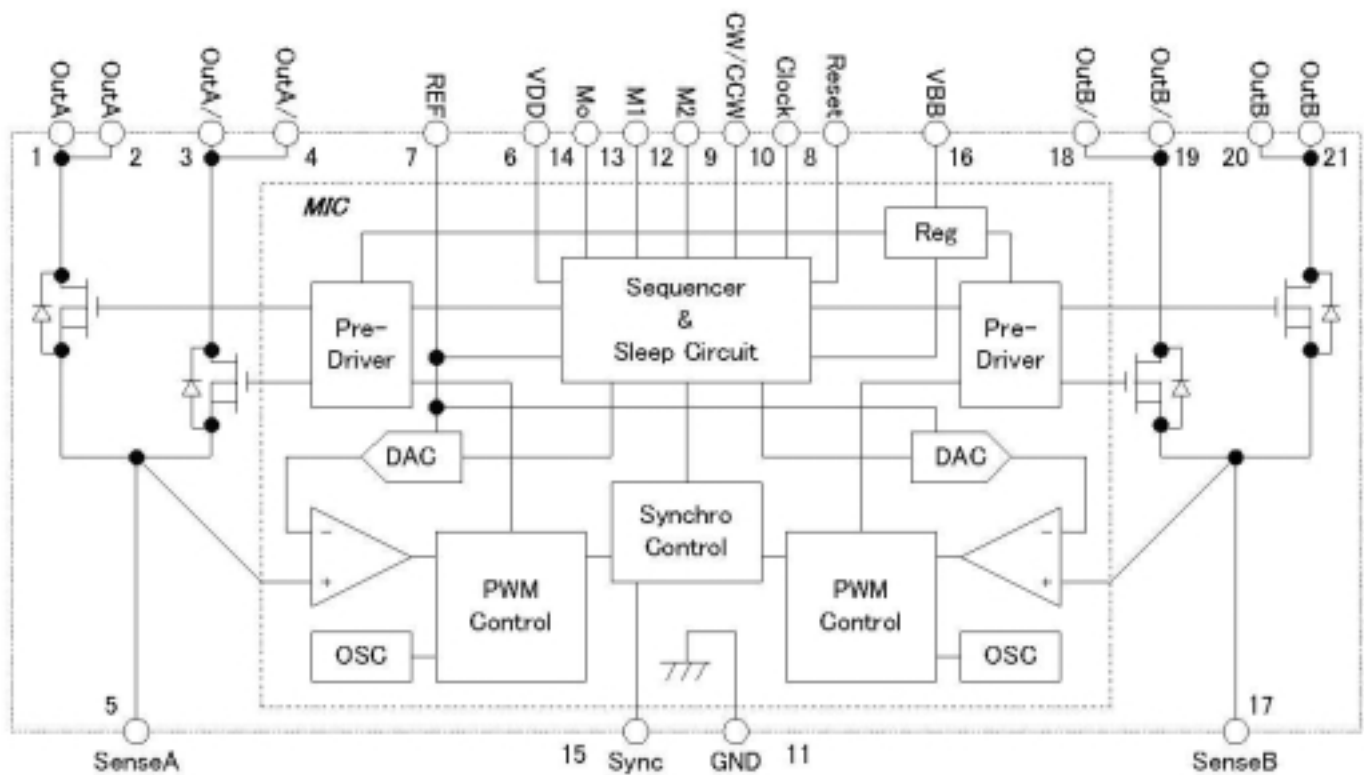 OutA
OutA
OutA/
OutA/
REF
VDD
Mo
M1
M2
CW/CCW
Clock
Reset
VBB
OutB/
OutB/
OutB
OutB
1
2
3
4
7
6
14
13
12
9
10
8
16
18
19
20
21
MIC
Reg
Sequencer
&
Sleep Circuit
Pre-
Driver
Pre-
Driver
DAC
DAC
Synchro
Control
-
+
-
+
PWM
Control
PWM
Control
OSC
OSC
5
17
SenseA
15
Sync
GND
11
SenseB